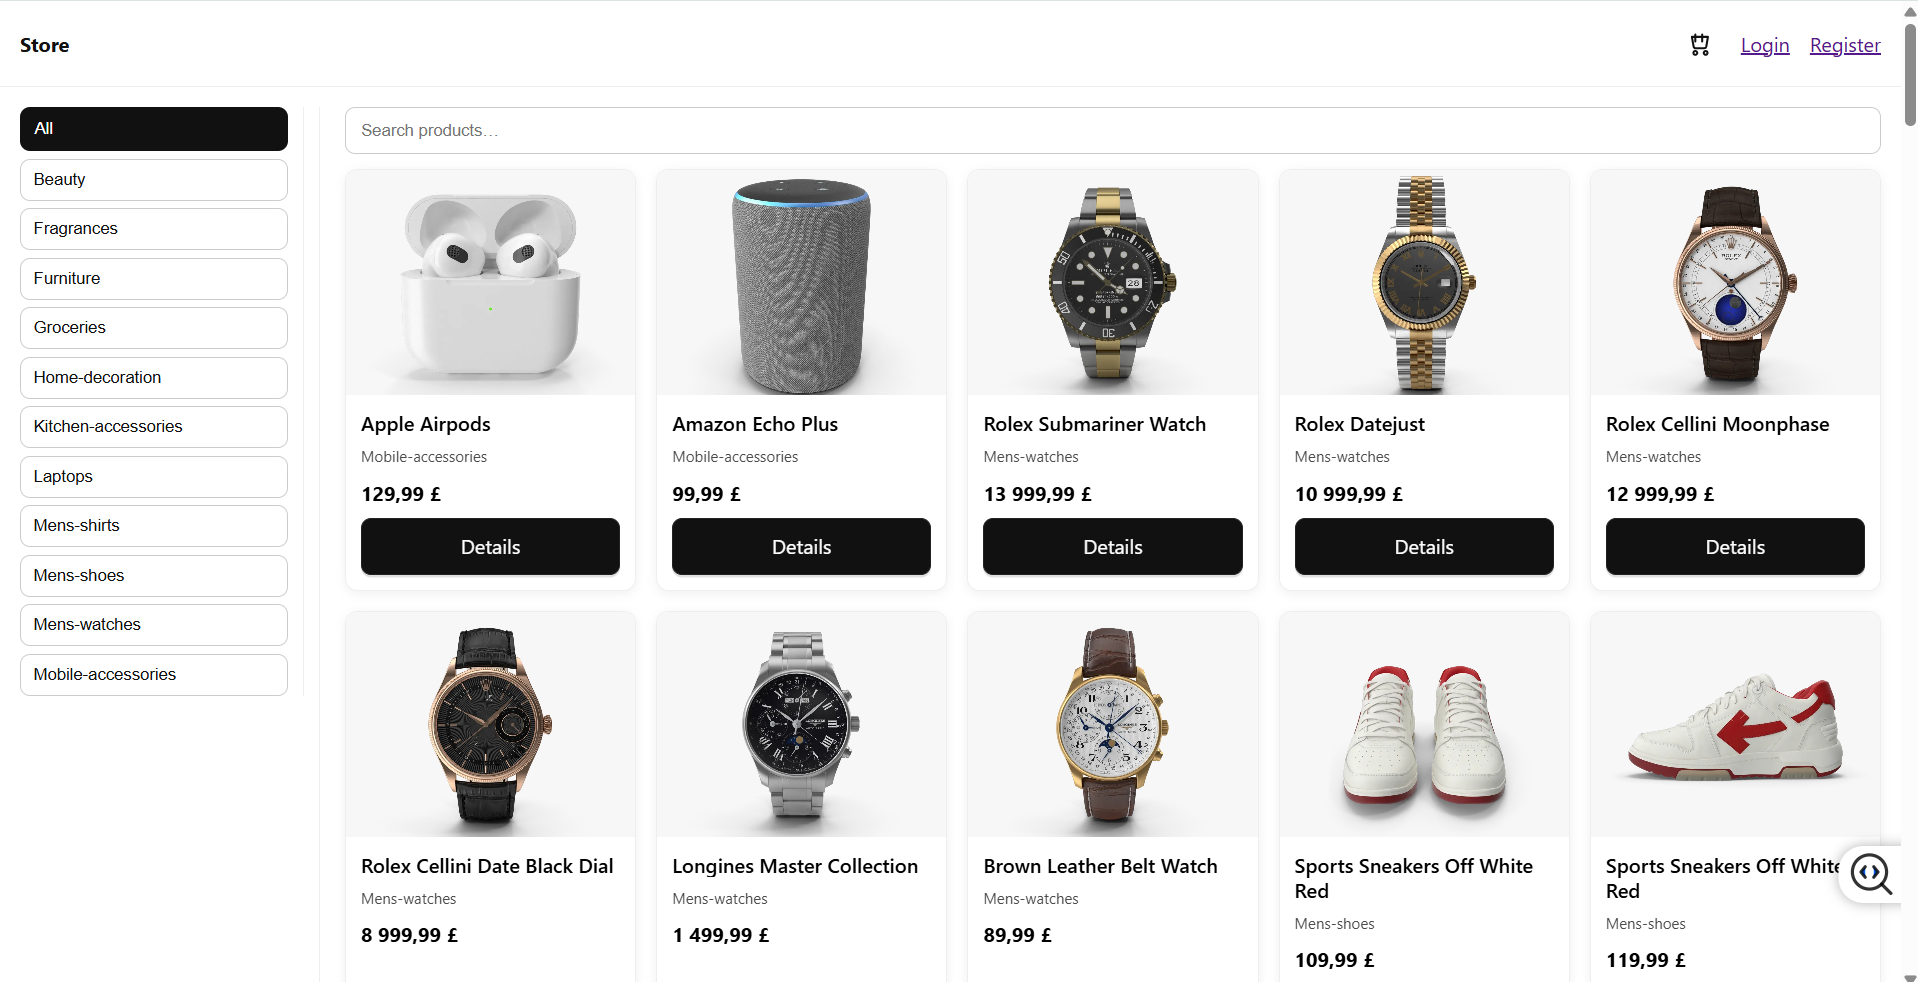 Store
Login Register
All
Beauty
Fragrances
Furniture
Groceries
Home-decoration
Kitchen-accessories
Laptops
Mens-shirts
Mens-shoes
Mens-watches
Mobile-accessories
Search products…
Apple Airpods
Mobile-accessories
129,99 £
Details
Amazon Echo Plus
Mobile-accessories
99,99 £
Details
Rolex Submariner Watch
Mens-watches
13 999,99 £
Details
Rolex Datejust
Mens-watches
10 999,99 £
Details
Rolex Cellini Moonphase
Mens-watches
12 999,99 £
Details
Rolex Cellini Date Black Dial
Mens-watches
8 999,99 £
Longines Master Collection
Mens-watches
1 499,99 £
Brown Leather Belt Watch
Mens-watches
89,99 £
Sports Sneakers Off White
Red
Mens-shoes
109,99 £
Sports Sneakers Off White
Red
Mens-shoes
119,99 £